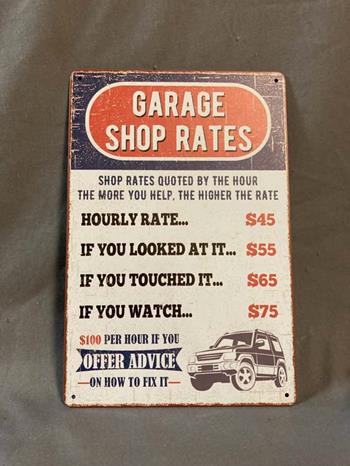 GARAGE
SHOP RATES
SHOP RATES QUOTED BY THE HOUR
THE MORE YOU HELP, THE HIGHER THE RATE
HOURLY RATE... $45
IF YOU LOOKED AT IT... $55
IF YOU TOUCHED IT... $65
IF YOU WATCH... $75
$100 PER HOUR IF YOU
OFFER ADVICE
ON HOW TO FIX IT